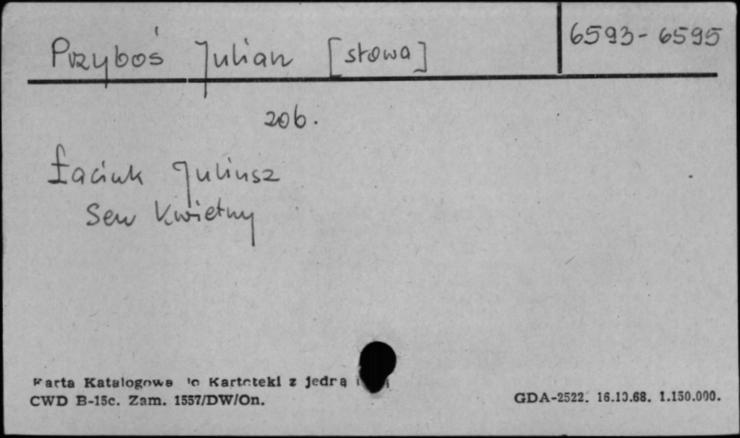 Przyboś Julian [słowa]
6593-6595
zob.
Łaciuk Juliusz
Sen Kwietny
Karta Katalogowa do Kartoteki z jedrą
CWD B-15c. Zam. 1557/DW/On.
GDA-2522. 16.10.68. 1.150.000.